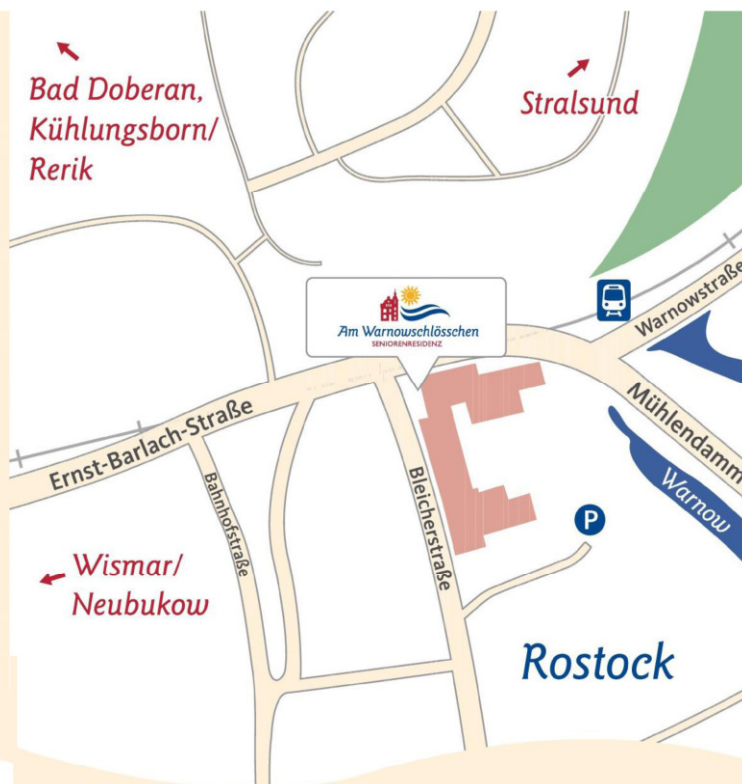 Bad Doberan,
Kühlungsborn/
Rerik
Stralsund
Am Warnowschlösschen
SENIORENRESIDENZ
Warnowstraße
Mühlendamm
Ernst-Barlach-Straße
Bahnhofstraße
Bleicherstraße
P
Warnow
Wismar/
Neubukow
Rostock